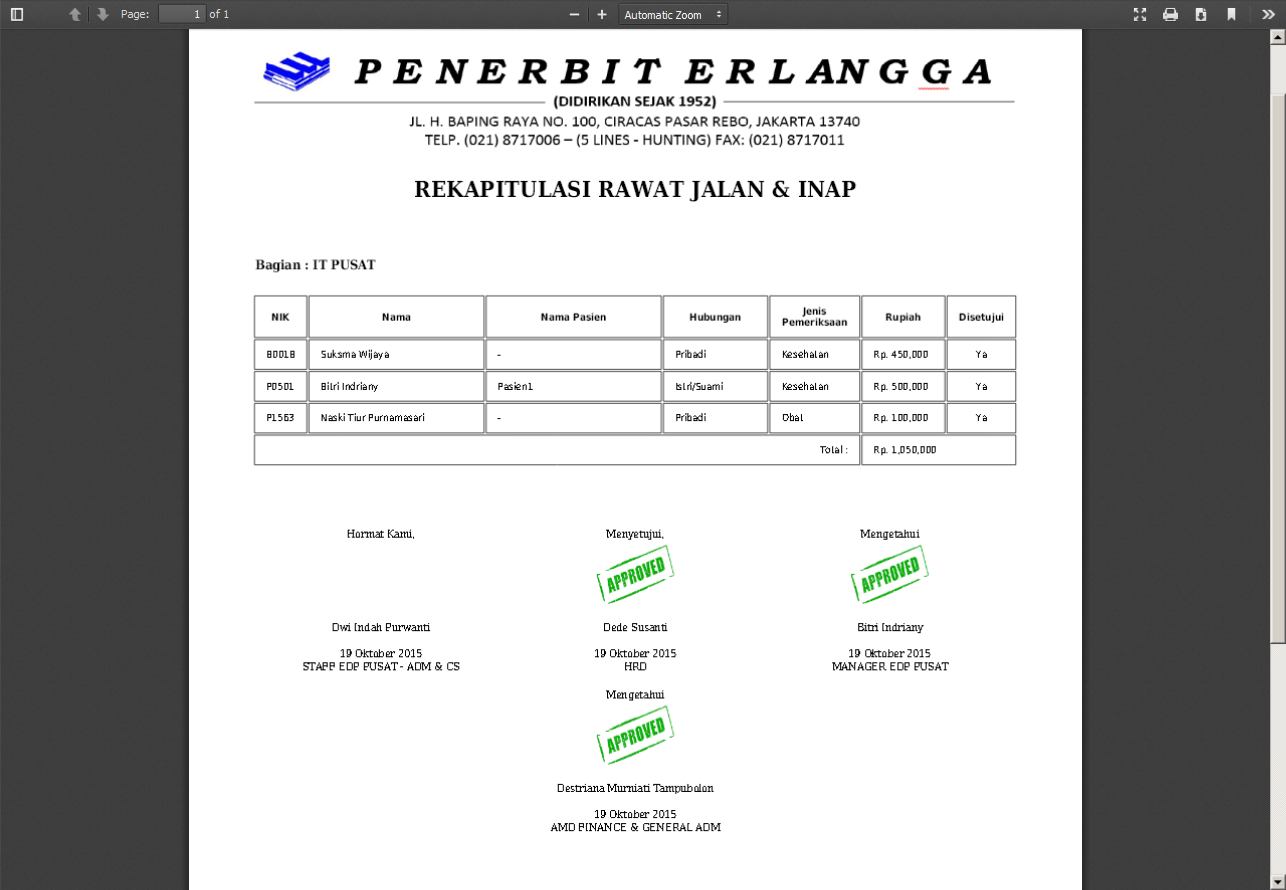 Page: 1 of 1 Automatic Zoom
PENERBIT ERLANGGA
(DIDIRIKAN SEJAK 1952)
JL. H. BAPING RAYA NO. 100, CIRACAS PASAR REBO, JAKARTA 13740
TELP. (021) 8717006 – (5 LINES - HUNTING) FAX: (021) 8717011
REKAPITULASI RAWAT JALAN & INAP
Bagian : IT PUSAT
NIK Nama Nama Pasien Hubungan Jenis Pemeriksaan Rupiah Disetujui
B0018 Suksma Wijaya - Pribadi Kesehatan Rp. 450,000 Ya
P0501 Bitri Indriany Pasien1 Istri/Suami Kesehatan Rp. 500,000 Ya
P1563 Naski Tiur Purnamasari - Pribadi Obat Rp. 100,000 Ya
Total : Rp. 1,050,000
Hormat Kami, Menyetujui, Mengetahui
APPROVED APPROVED
Dwi Indah Purwanti Dede Susanti Bitri Indriany
19 Oktober 2015 19 Oktober 2015 19 Oktober 2015
STAFF EDP PUSAT - ADM & CS HRD MANAGER EDP PUSAT
Mengetahui
APPROVED
Destriana Murniati Tampubolon
19 Oktober 2015
AMD FINANCE & GENERAL ADM